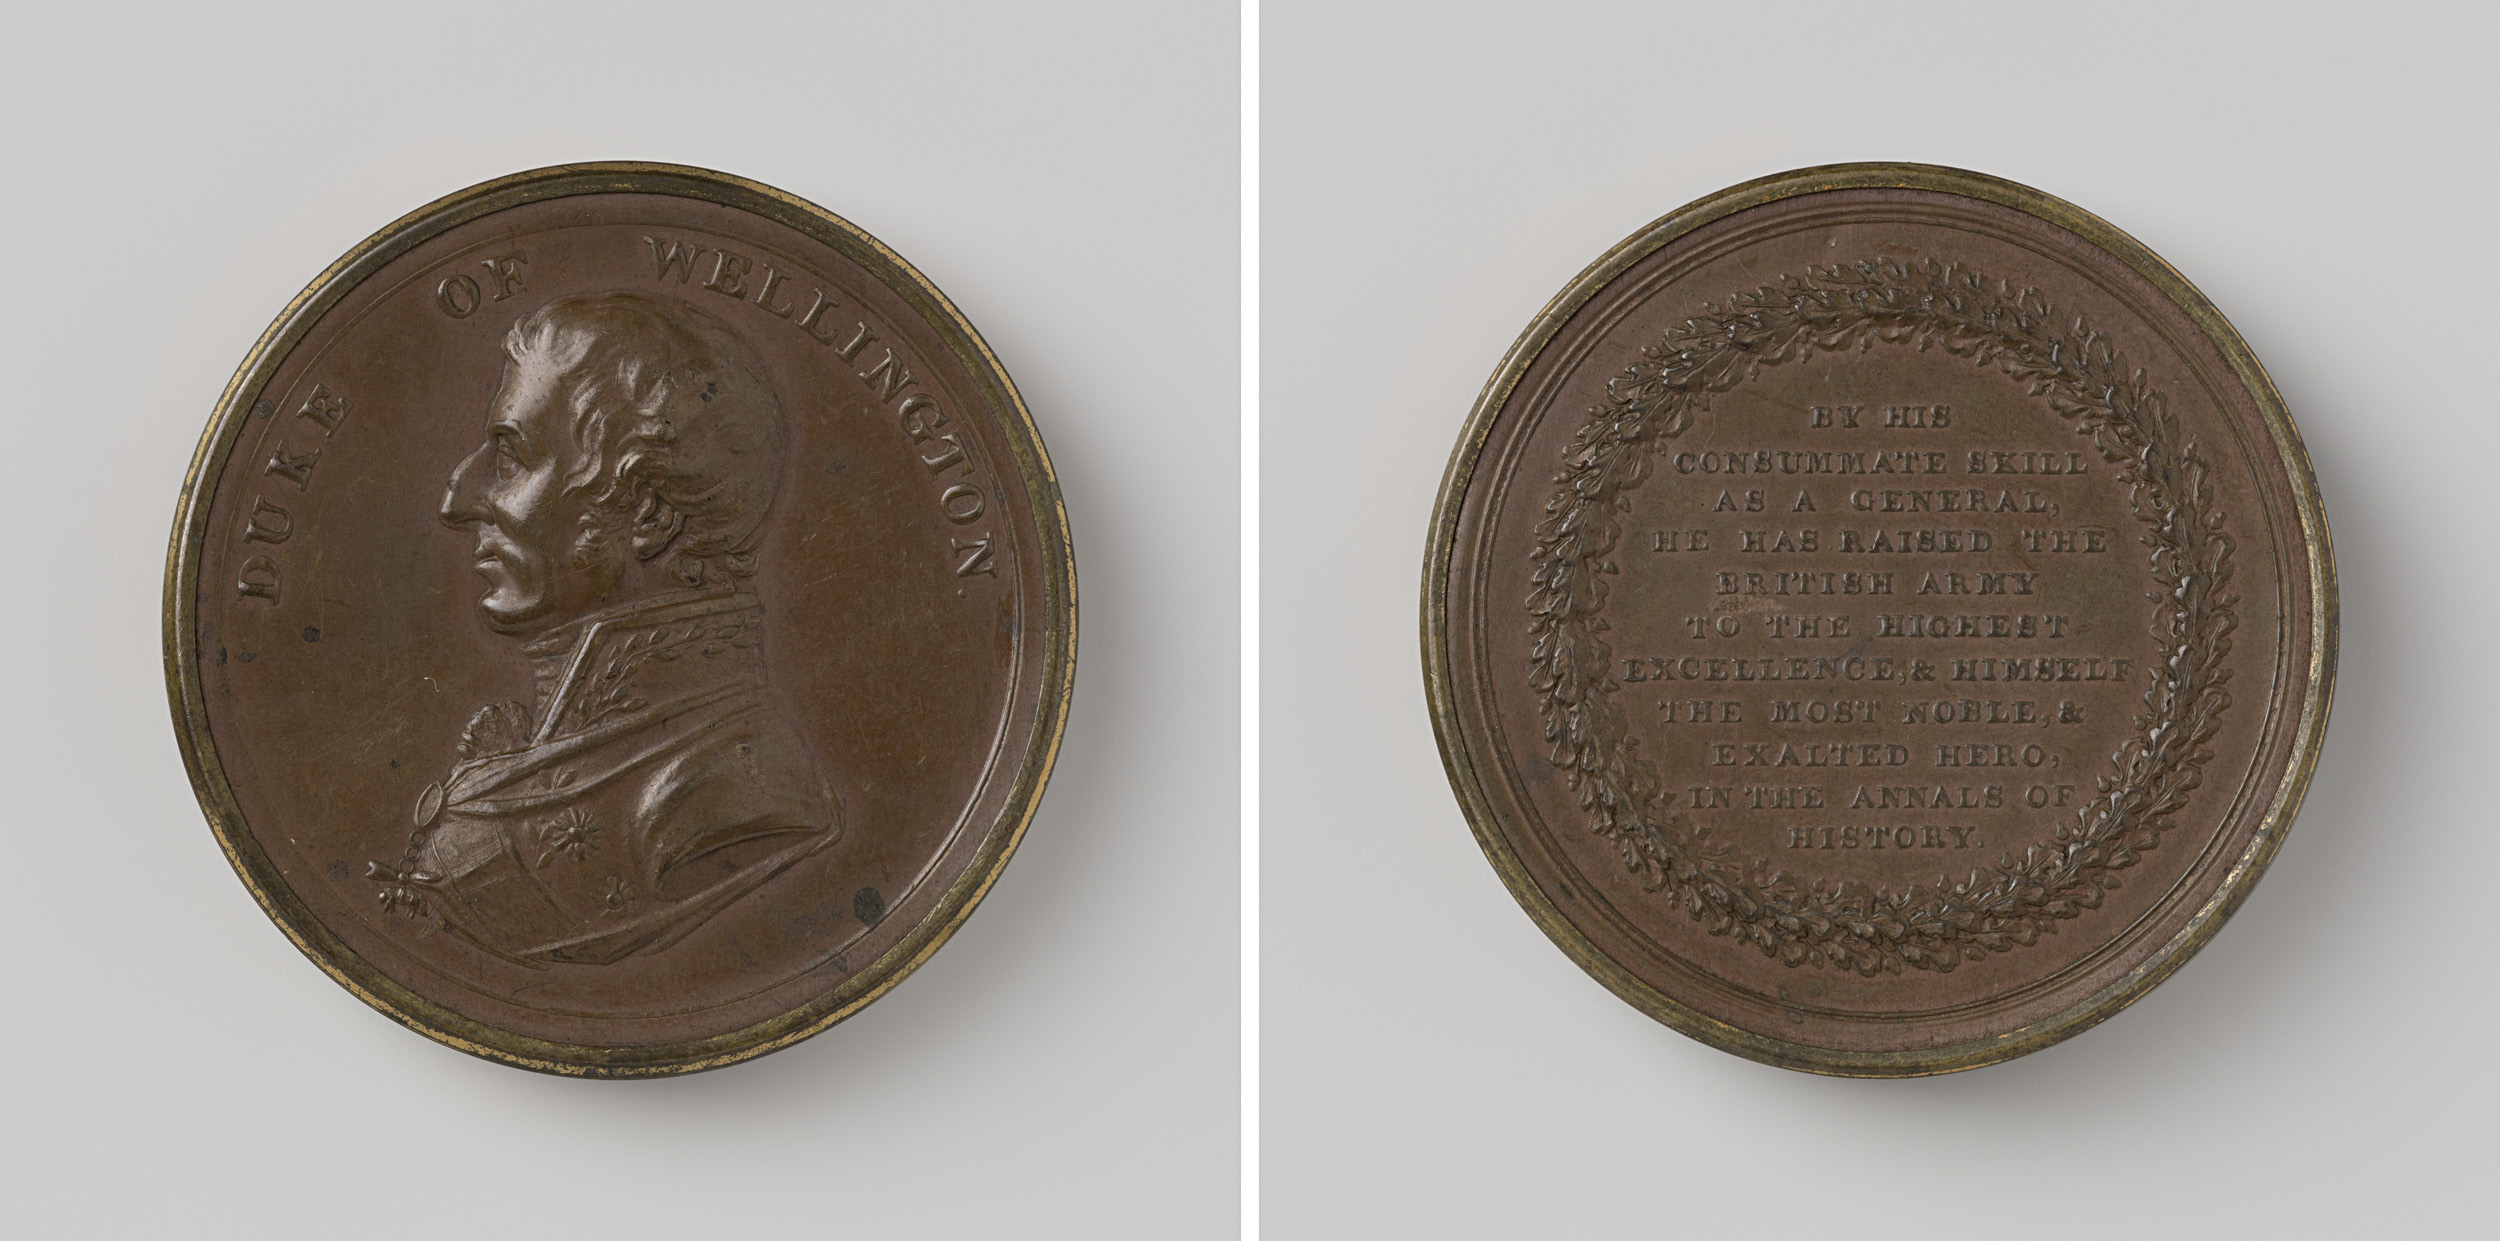 DUKE OF WELLINGTON.
BY HIS
CONSUMMATE SKILL
AS A GENERAL,
HE HAS RAISED THE
BRITISH ARMY
TO THE HIGHEST
EXCELLENCE,& HIMSELF
THE MOST NOBLE,&
EXALTED HERO,
IN THE ANNALS OF
HISTORY.